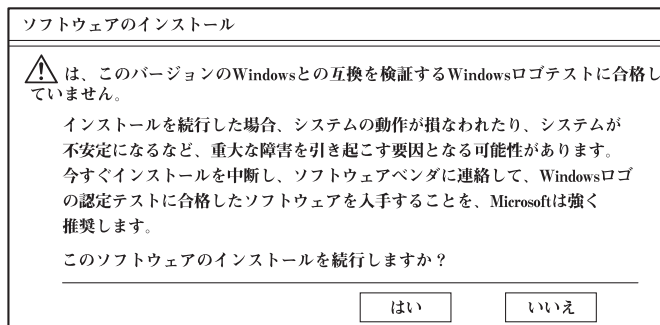 ソフトウェアのインストール
は、このバージョンのWindowsとの互換を検証するWindowsロゴテストに合格し
ていません。
インストールを続行した場合、システムの動作が損なわれたり、システムが
不安定になるなど、重大な障害を引き起こす要因となる可能性があります。
今すぐインストールを中断し、ソフトウェアベンダに連絡して、Windowsロゴ
の認定テストに合格したソフトウェアを入手することを、Microsoftは強く
推奨します。
このソフトウェアのインストールを続行しますか？
はい いいえ